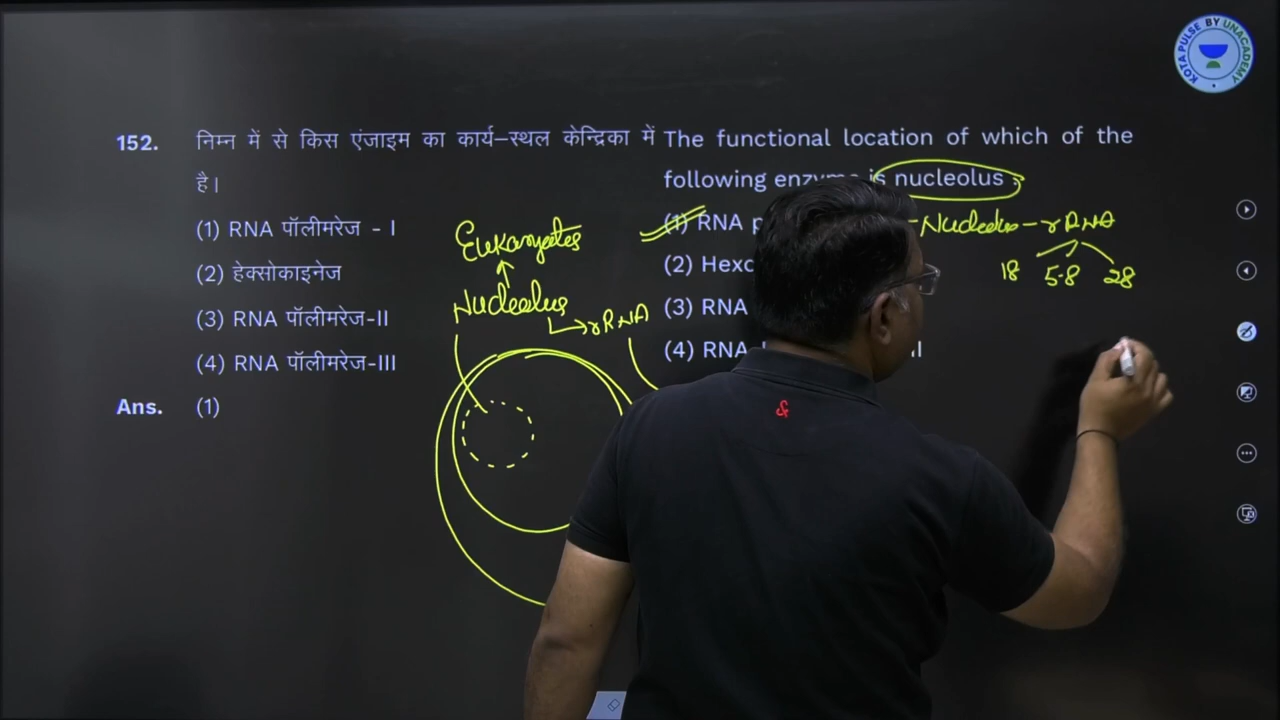 KOTA PULSE BY UNACADEMY
152. निम्न में से किस एंजाइम का कार्य–स्थल केन्द्रिका में
है।
(1) RNA पॉलीमरेज - I
(2) हेक्सोकाइनेज
(3) RNA पॉलीमरेज-II
(4) RNA पॉलीमरेज-III
Ans. (1)
The functional location of which of the
following enzyme is nucleolus
(1) RNA
(2)
(3) RNA
(4) RNA
Eukaryotes
Nucleolus
rRNA
Nucleolus - rRNA
18 5.8 28